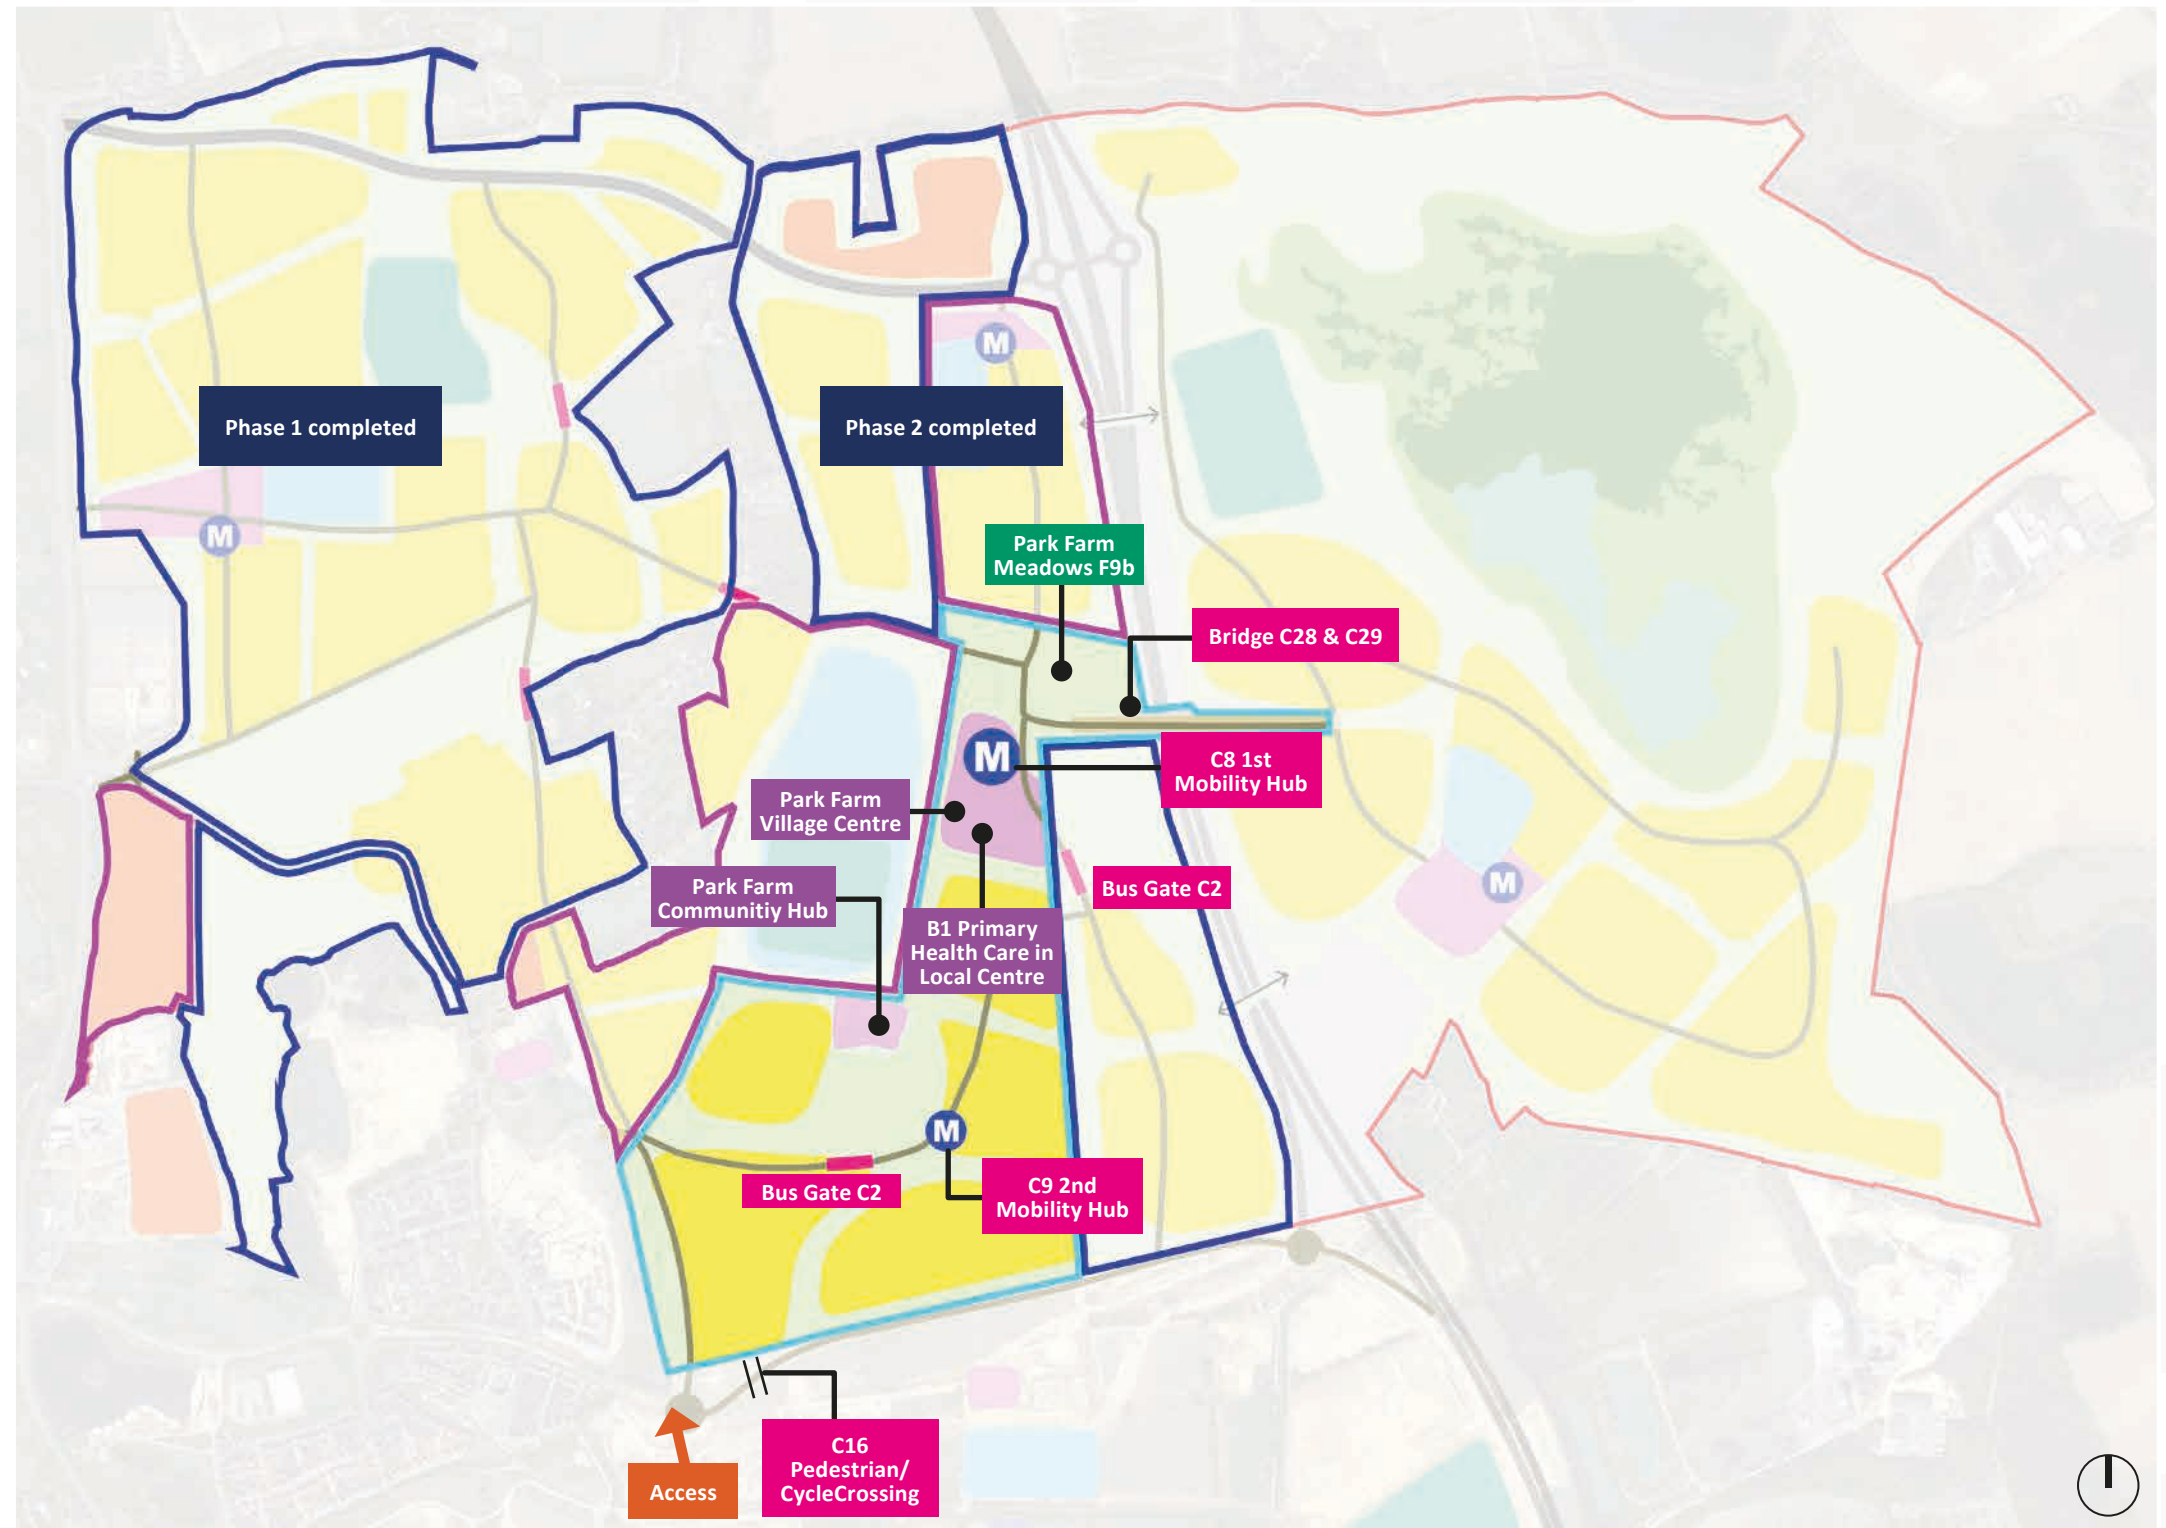 M
Phase 1 completed
Phase 2 completed
M
Park Farm
Meadows F9b
Bridge C28 & C29
M
C8 1st
Mobility Hub
Park Farm
Village Centre
Park Farm
Communitiy Hub
Bus Gate C2
M
B1 Primary
Health Care in
Local Centre
M
Bus Gate C2
C9 2nd
Mobility Hub
C16
Pedestrian/
CycleCrossing
Access